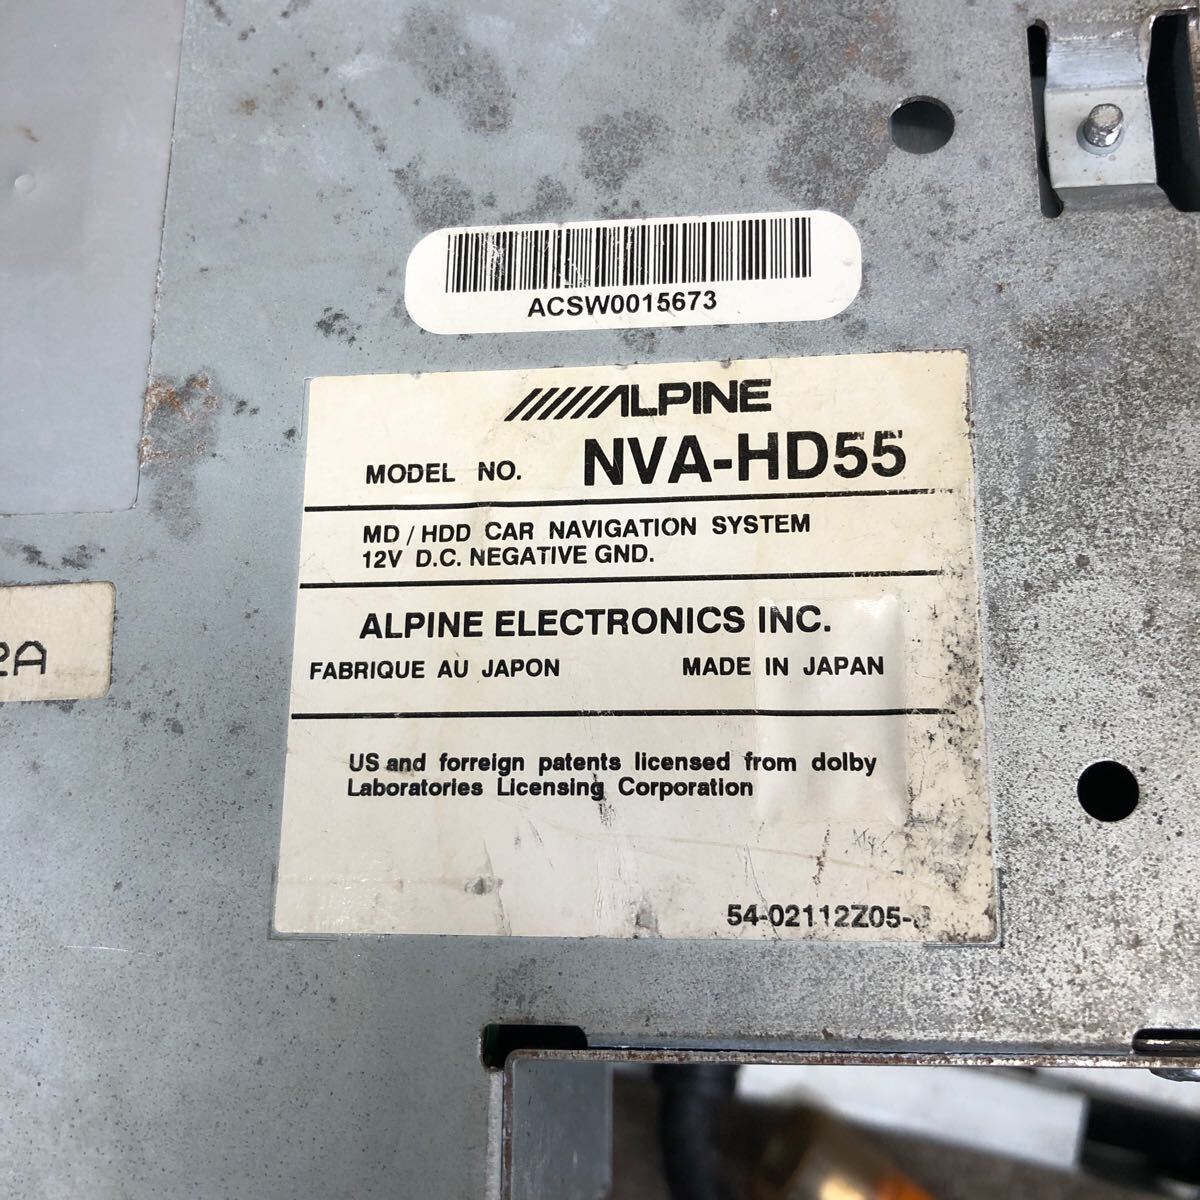 ACSW0015673
ALPINE
MODEL NO. NVA-HD55
MD/HDD CAR NAVIGATION SYSTEM
12V D.C. NEGATIVE GND.
2A
ALPINE ELECTRONICS INC.
FABRIQUE AU JAPON MADE IN JAPAN
US and forreign patents licensed from dolby
Laboratories Licensing Corporation